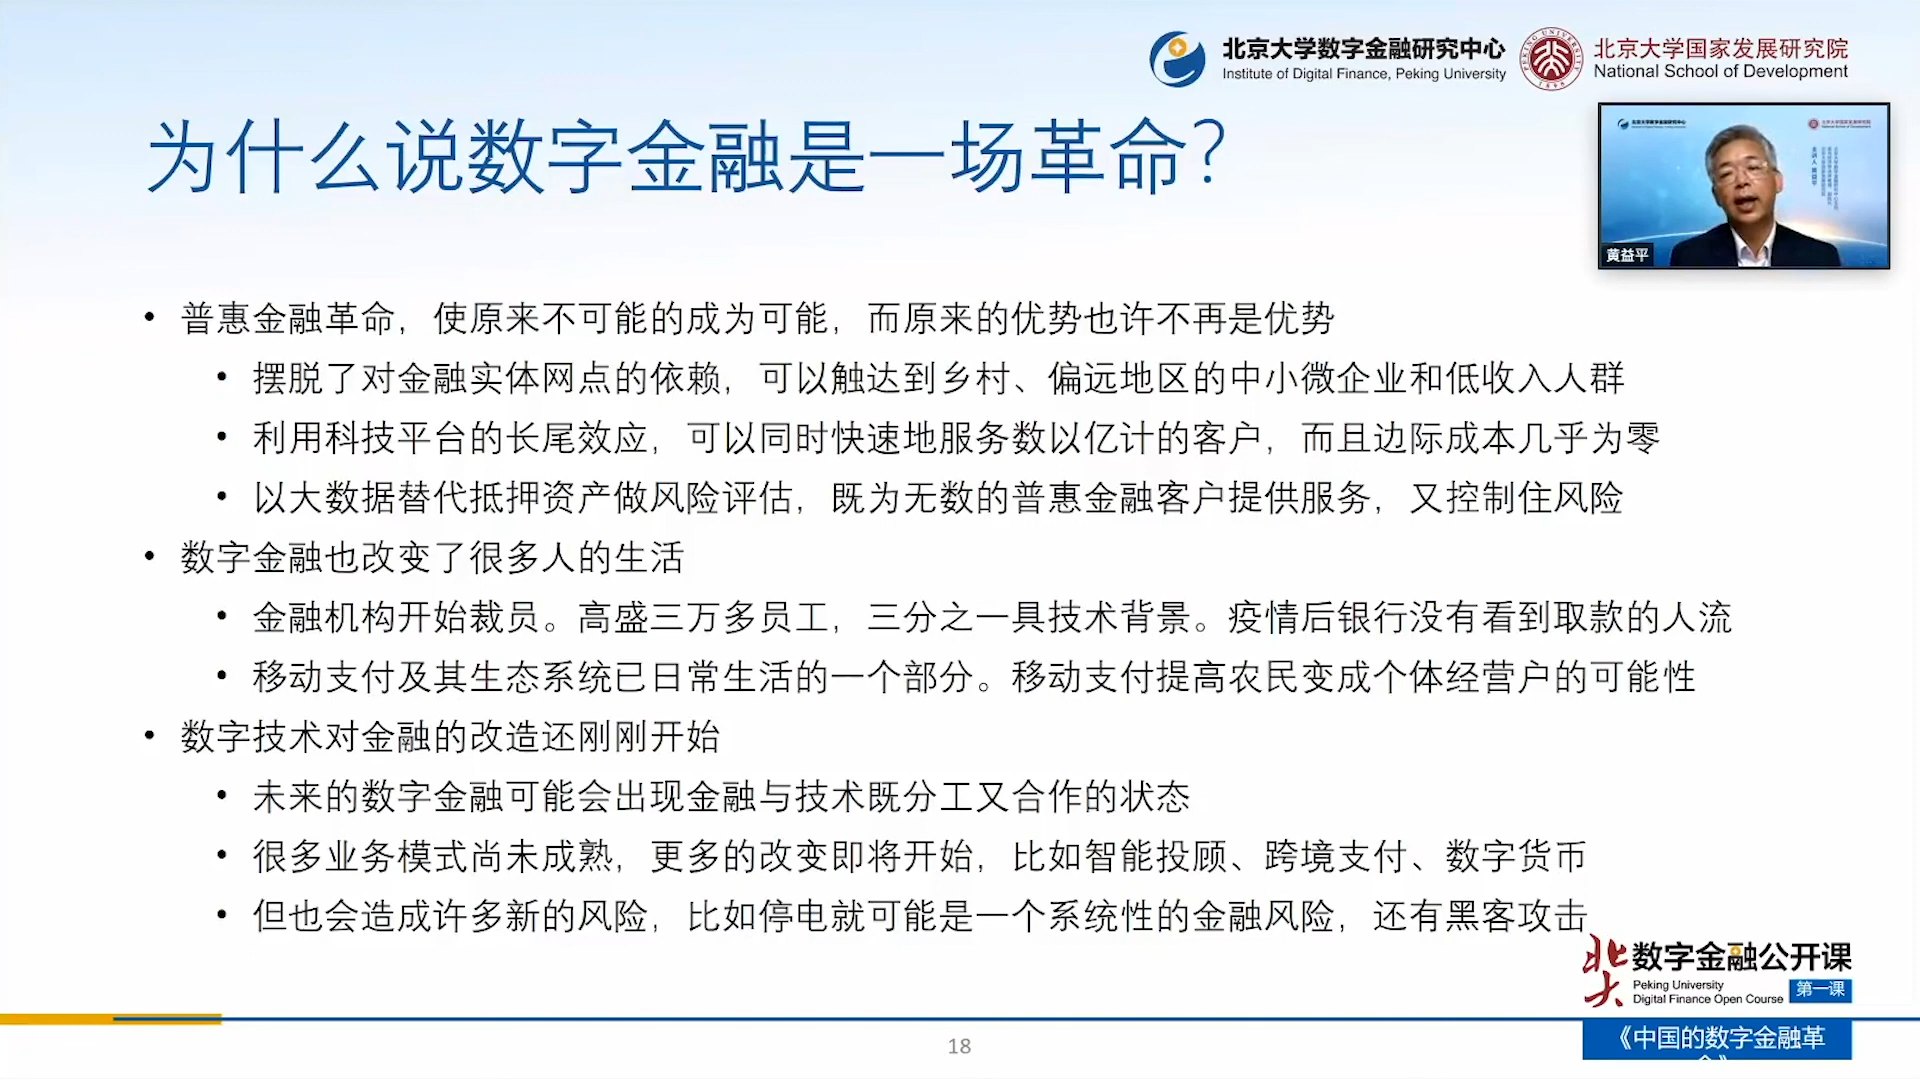 北京大学数字金融研究中心
Institute of Digital Finance, Peking University
北京大学国家发展研究院
National School of Development
为什么说数字金融是一场革命?
黄益平
• 普惠金融革命，使原来不可能的成为可能，而原来的优势也许不再是优势
• 摆脱了对金融实体网点的依赖，可以触达到乡村、偏远地区的中小微企业和低收入人群
• 利用科技平台的长尾效应，可以同时快速地服务数以亿计的客户，而且边际成本几乎为零
• 以大数据替代抵押资产做风险评估，既为无数的普惠金融客户提供服务，又控制住风险
• 数字金融也改变了很多人的生活
• 金融机构开始裁员。高盛三万多员工，三分之一具技术背景。疫情后银行没有看到取款的人流
• 移动支付及其生态系统已日常生活的一个部分。移动支付提高农民变成个体经营户的可能性
• 数字技术对金融的改造还刚刚开始
• 未来的数字金融可能会出现金融与技术既分工又合作的状态
• 很多业务模式尚未成熟，更多的改变即将开始，比如智能投顾、跨境支付、数字货币
• 但也会造成许多新的风险，比如停电就可能是一个系统性的金融风险，还有黑客攻击
北大 数字金融公开课
Peking University
Digital Finance Open Course 第一课
《中国的数字金融革
18